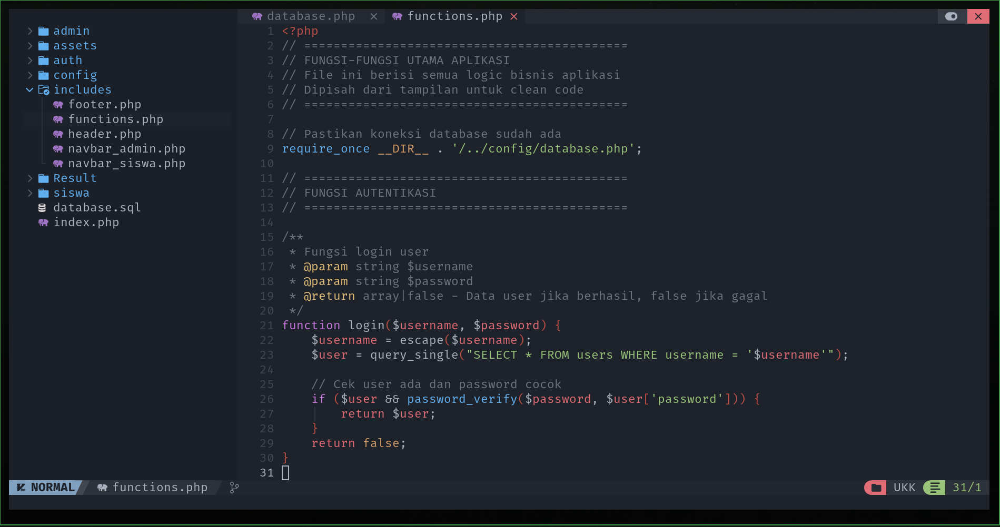 database.php
functions.php
admin
assets
auth
config
includes
footer.php
functions.php
header.php
navbar_admin.php
navbar_siswa.php
Result
siswa
database.sql
index.php
1 <?php
2 // ============================================
3 // FUNGSI-FUNGSI UTAMA APLIKASI
4 // File ini berisi semua logic bisnis aplikasi
5 // Dipisah dari tampilan untuk clean code
6 // ============================================
7
8 // Pastikan koneksi database sudah ada
9 require_once __DIR__ . '/../config/database.php';
10
11 // ============================================
12 // FUNGSI AUTENTIKASI
13 // ============================================
14
15 /**
16  * Fungsi login user
17  * @param string $username
18  * @param string $password
19  * @return array|false - Data user jika berhasil, false jika gagal
20  */
21 function login($username, $password) {
22     $username = escape($username);
23     $user = query_single("SELECT * FROM users WHERE username = '$username'");
24
25     // Cek user ada dan password cocok
26     if ($user && password_verify($password, $user['password'])) {
27         return $user;
28     }
29     return false;
30 }
31
NORMAL functions.php UKK 31/1